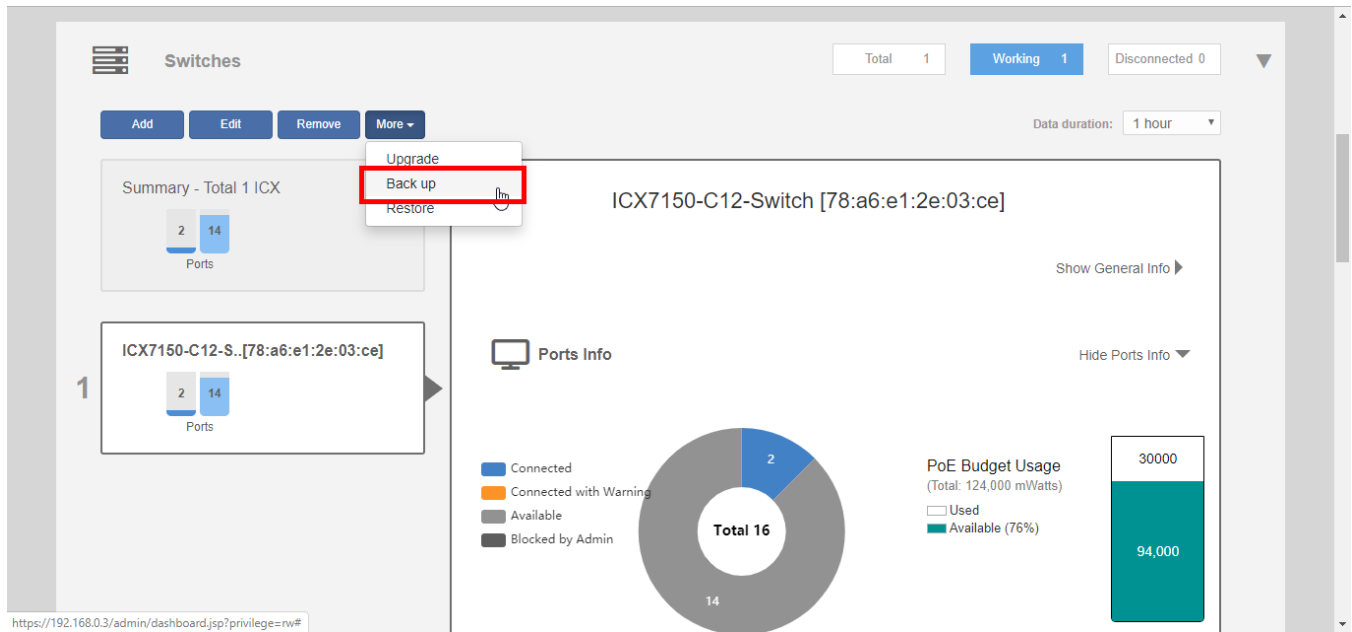 Switches
Total 1
Working 1
Disconnected 0
Add
Edit
Remove
More
Data duration: 1 hour
Upgrade
Back up
Restore
Summary - Total 1 ICX
2 14
Ports
1
ICX7150-C12-S..[78:a6:e1:2e:03:ce]
2 14
Ports
ICX7150-C12-Switch [78:a6:e1:2e:03:ce]
Show General Info
Ports Info
Hide Ports Info
Connected
Connected with Warning
Available
Blocked by Admin
2
Total 16
14
PoE Budget Usage
(Total: 124,000 mWatts)
Used
Available (76%)
30000
94,000
https://192.168.0.3/admin/dashboard.jsp?privilege=rw#